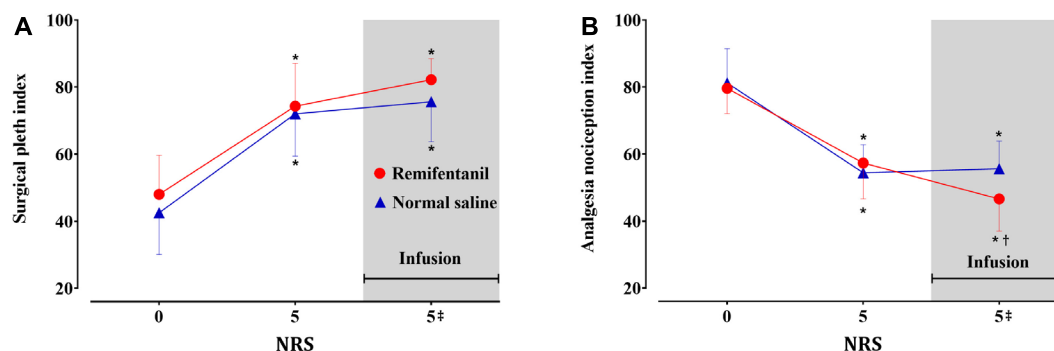 A
Surgical pleth index
100
80
60
40
20
*
*
*
*
Remifentanil
Normal saline
Infusion
0
5
5‡
NRS
B
Analgesia nociception index
100
80
60
40
20
*
*
*
* †
Infusion
0
5
5‡
NRS